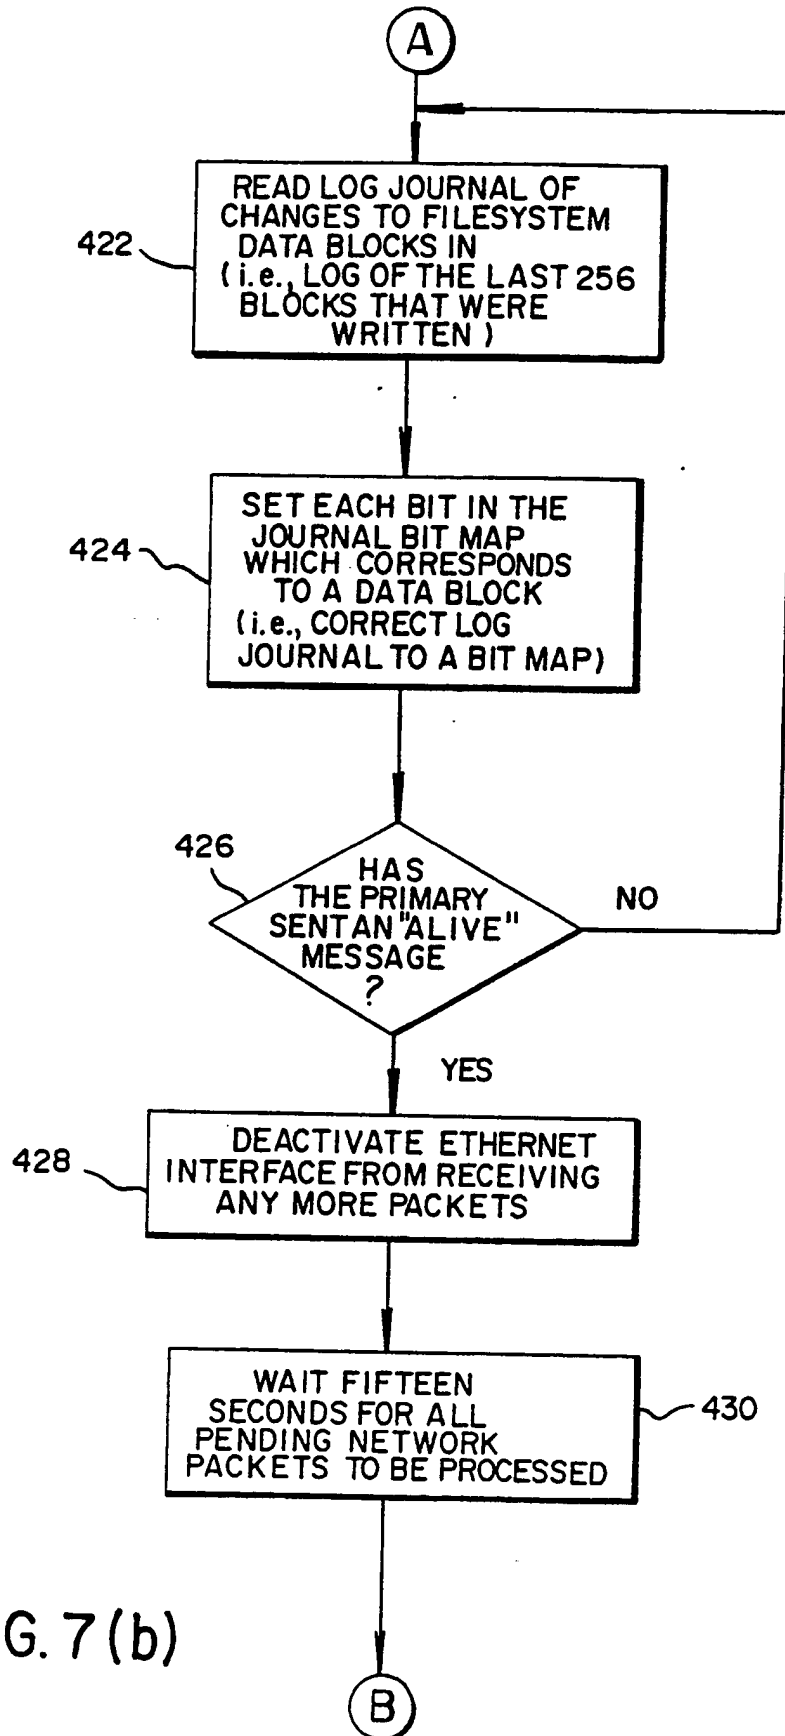 A
READ LOG JOURNAL OF
CHANGES TO FILESYSTEM
DATA BLOCKS IN
(i.e., LOG OF THE LAST 256
BLOCKS THAT WERE
WRITTEN)
422
SET EACH BIT IN THE
JOURNAL BIT MAP
WHICH CORRESPONDS
TO A DATA BLOCK
(i.e., CORRECT LOG
JOURNAL TO A BIT MAP)
424
426
HAS
THE PRIMARY
SENT AN "ALIVE"
MESSAGE
?
NO
YES
DEACTIVATE ETHERNET
INTERFACE FROM RECEIVING
ANY MORE PACKETS
428
WAIT FIFTEEN
SECONDS FOR ALL
PENDING NETWORK
PACKETS TO BE PROCESSED
430
G. 7(b)
B